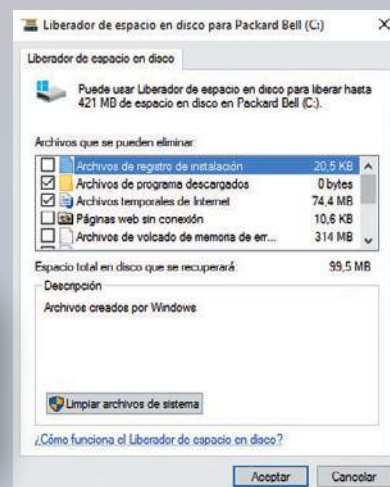 Liberador de espacio en disco para Packard Bell (C:)
Liberador de espacio en disco
Puede usar Liberador de espacio en disco para liberar hasta
421 MB de espacio en disco en Packard Bell (C:).
Archivos que se pueden eliminar:
Archivos de registro de instalación 20,5 KB
Archivos de programa descargados 0 bytes
Archivos temporales de Internet 74,4 MB
Páginas web sin conexión 10,6 KB
Archivos de volcado de memoria de err... 314 MB
Espacio total en disco que se recuperará: 99,5 MB
Descripción
Archivos creados por Windows
Limpiar archivos de sistema
¿Cómo funciona el Liberador de espacio en disco?
Aceptar Cancelar